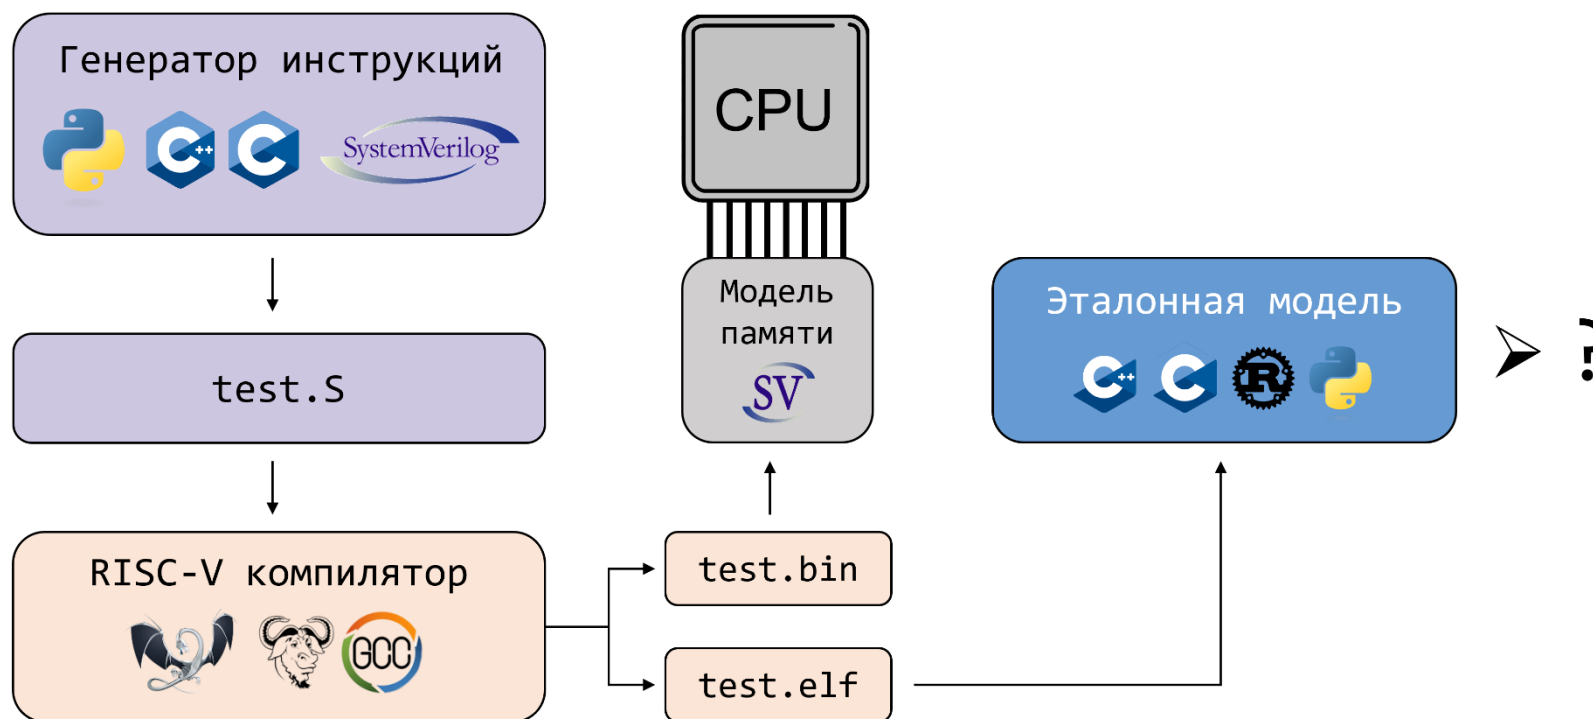 Генератор инструкций
C++
C
SystemVerilog
test.S
RISC-V компилятор
GCC
CPU
Модель
памяти
SV
test.bin
test.elf
Эталонная модель
C++
C
R